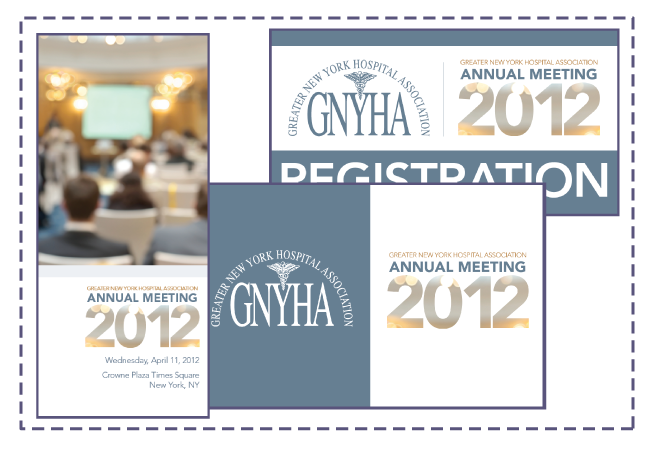 GREATER NEW YORK HOSPITAL ASSOCIATION
GNYHA
GREATER NEW YORK HOSPITAL ASSOCIATION
ANNUAL MEETING
2012
REGISTRATION
GREATER NEW YORK HOSPITAL ASSOCIATION
ANNUAL MEETING
2012
Wednesday, April 11, 2012
Crowne Plaza Times Square
New York, NY
GREATER NEW YORK HOSPITAL ASSOCIATION
GNYHA
GREATER NEW YORK HOSPITAL ASSOCIATION
ANNUAL MEETING
2012